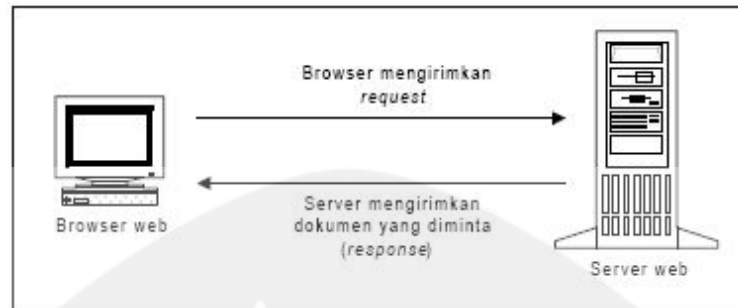 Browser mengirimkan
request
Browser web
Server mengirimkan
dokumen yang diminta
(response)
Server web